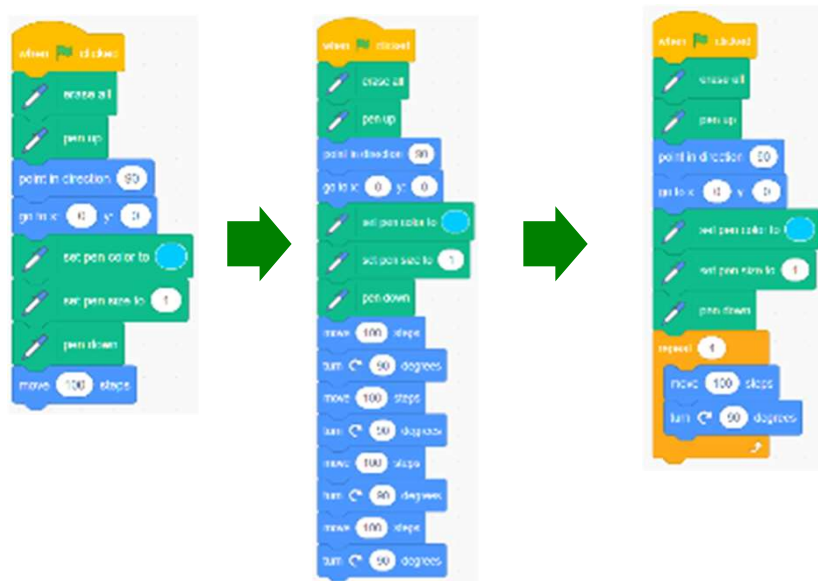 when clicked
erase all
pen up
point in direction 90
go to x: 0 y: 0
set pen color to
set pen size to 1
pen down
move 100 steps
when clicked
erase all
pen up
point in direction 90
go to x: 0 y: 0
set pen color to
set pen size to 1
pen down
move 100 steps
turn 90 degrees
move 100 steps
turn 90 degrees
move 100 steps
turn 90 degrees
move 100 steps
turn 90 degrees
when clicked
erase all
pen up
point in direction 90
go to x: 0 y: 0
set pen color to
set pen size to 1
pen down
repeat
move 100 steps
turn 90 degrees